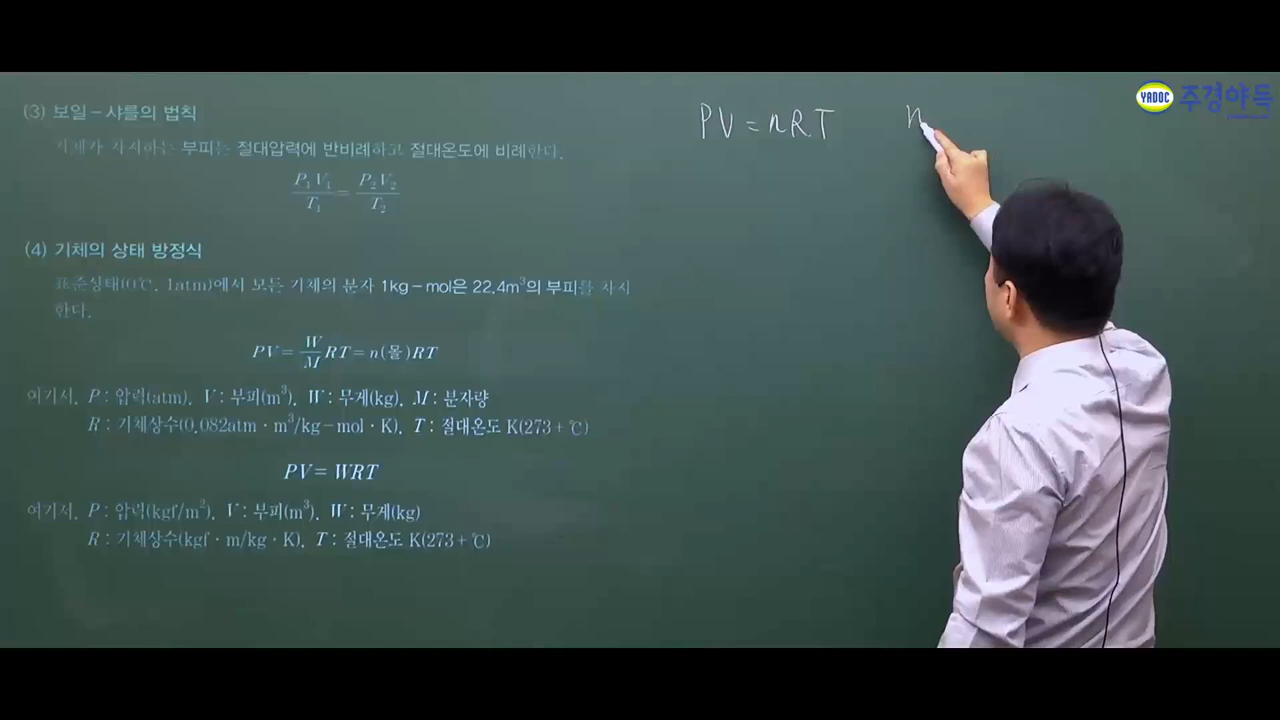 (3) 보일-샤를의 법칙
기체가 차지하는 부피는 절대압력에 반비례하고 절대온도에 비례한다.
P₁V₁/T₁ = P₂V₂/T₂
(4) 기체의 상태 방정식
표준상태(0℃, 1atm)에서 모든 기체의 분자 1kg-mol은 22.4m³의 부피를 차지
한다.
PV = W/M RT = n(몰)RT
여기서, P : 압력(atm), V : 부피(m³), W : 무게(kg), M : 분자량
R : 기체상수(0.082atm · m³/kg-mol · K), T : 절대온도 K(273+℃)
PV = WRT
여기서, P : 압력(kgf/m²), V : 부피(m³), W : 무게(kg)
R : 기체상수(kgf · m/kg · K), T : 절대온도 K(273+℃)
PV = nRT
n
YADOC 주경야독